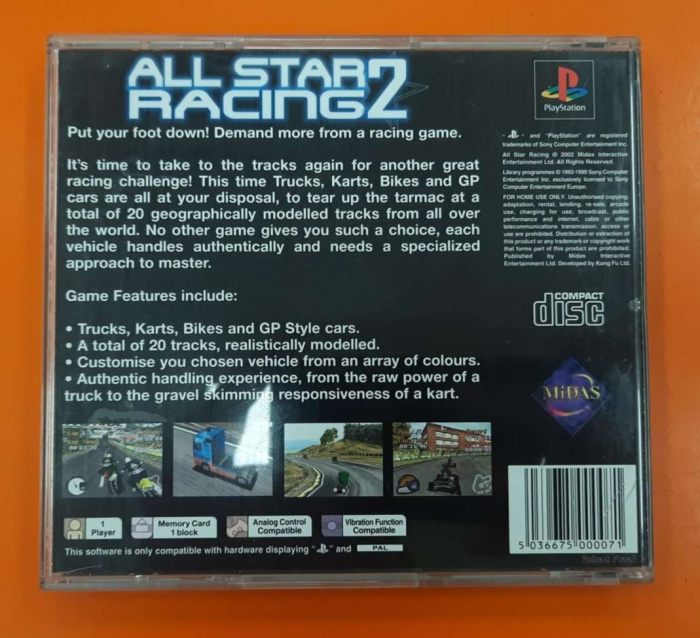 ALL STAR
RACING 2
Put your foot down! Demand more from a racing game.
It's time to take to the tracks again for another great
racing challenge! This time Trucks, Karts, Bikes and GP
cars are all at your disposal, to tear up the tarmac at a
total of 20 geographically modelled tracks from all over
the world. No other game gives you such a choice, each
vehicle handles authentically and needs a specialized
approach to master.
Game Features include:
• Trucks, Karts, Bikes and GP Style cars.
• A total of 20 tracks, realistically modelled.
• Customise you chosen vehicle from an array of colours.
• Authentic handling experience, from the raw power of a
truck to the gravel skimming responsiveness of a kart.
1
Player
Memory Card
1 block
Analog Control
Compatible
Vibration Function
Compatible
This software is only compatible with hardware displaying " " and PAL
PlayStation
" " and "PlayStation" are registered
trademarks of Sony Computer Entertainment Inc.
All Star Racing © 2002 Midas Interactive
Entertainment Ltd. All Rights Reserved.
Library programmes © 1993-1998 Sony Computer
Entertainment Inc. exclusively licensed to Sony
Computer Entertainment Europe.
FOR HOME USE ONLY. Unauthorised copying,
adaptation, rental, lending, re-sale, arcade
use, charging for use, broadcast, public
performance and internet, cable or other
telecommunications transmission, access or
use are prohibited. Distribution or extraction of
this product or any trademark or copyright work
that forms part of this product are prohibited.
Published by Midas Interactive
Entertainment Ltd. Developed by Kung Fu Ltd.
COMPACT
disc
MiDAS
5 036675 000071